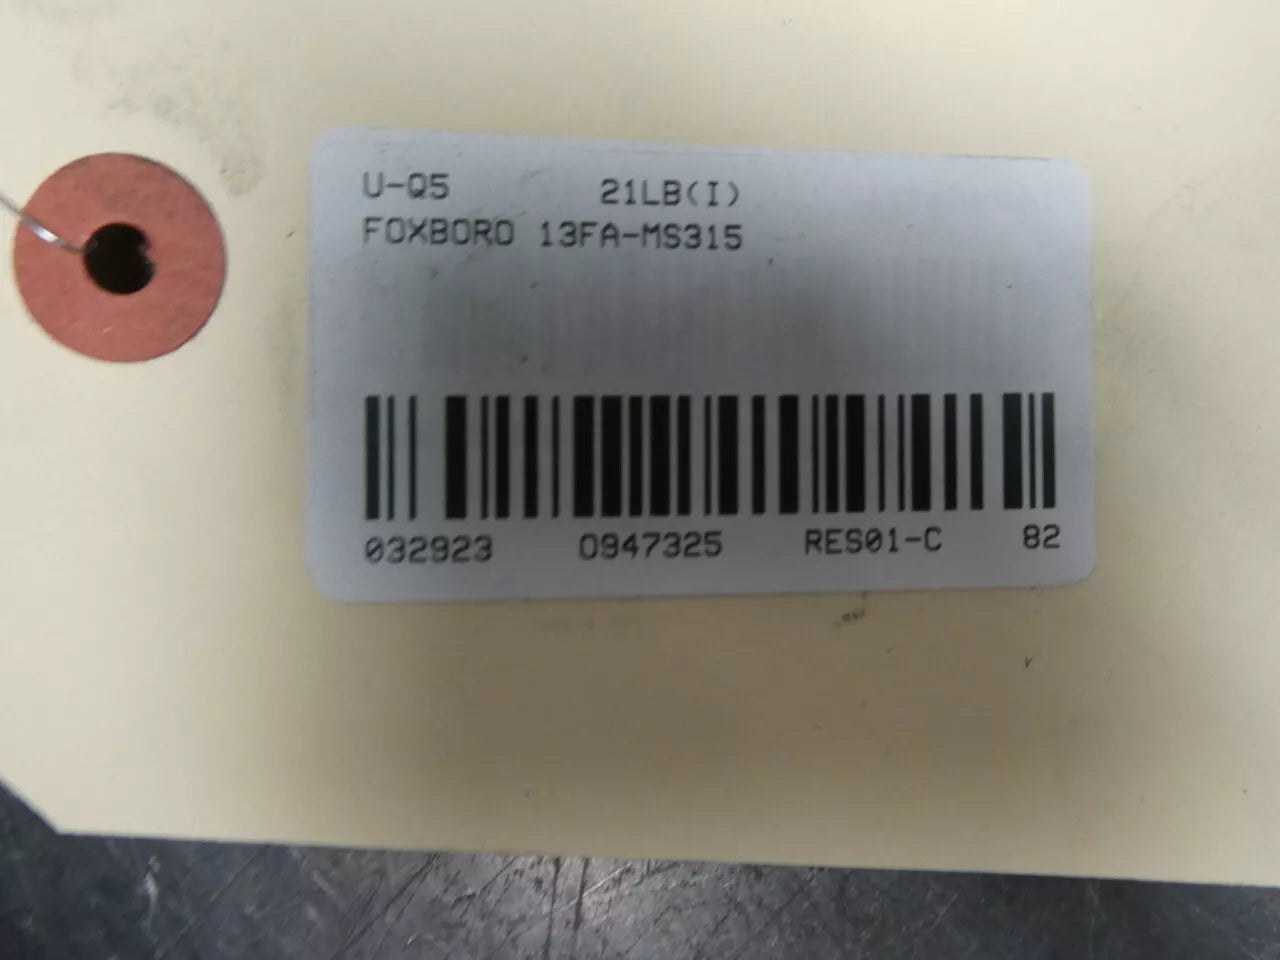 U-Q5 21LB(I)
FOXBORO 13FA-MS315
032923 0947325 RES01-C 82